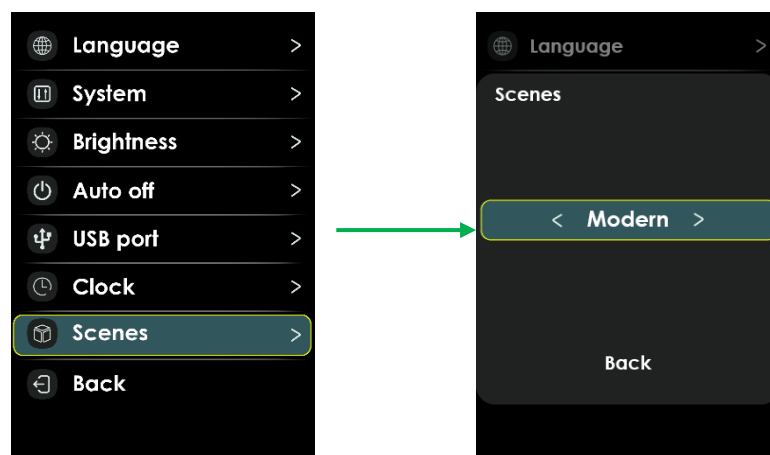 Language >
System >
Brightness >
Auto off >
USB port >
Clock >
Scenes >
Back
Language >
Scenes
< Modern >
Back